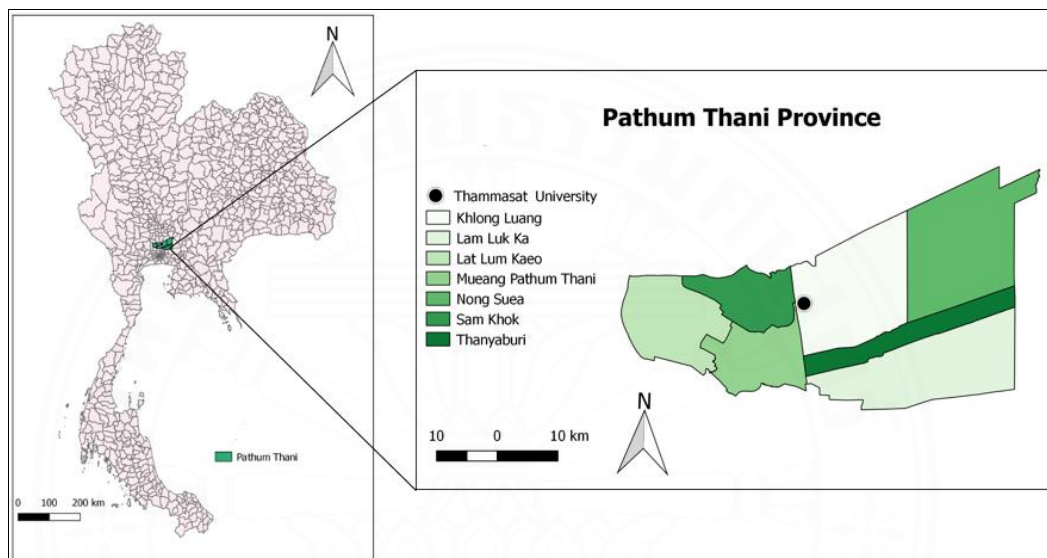 N
Pathum Thani
0 100 200 km
Pathum Thani Province
Thammasat University
Khlong Luang
Lam Luk Ka
Lat Lum Kaeo
Mueang Pathum Thani
Nong Suea
Sam Khok
Thanyaburi
N
10 0 10 km